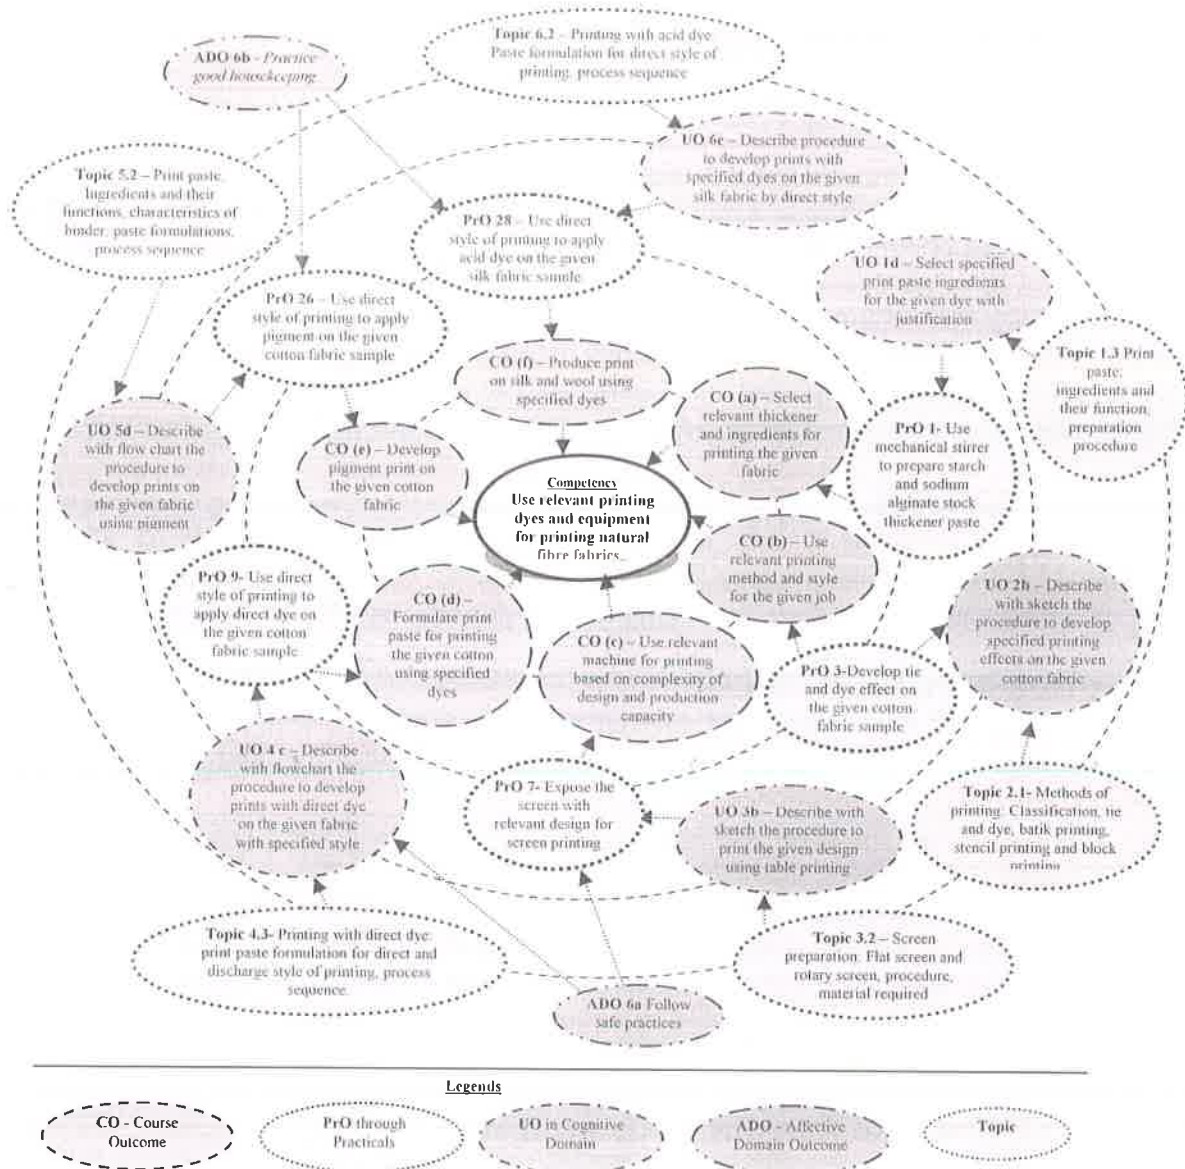 Topic 6.2 – Printing with acid dye
Paste formulation for direct style of
printing, process sequence
ADO 6b - Practice
good housekeeping
UO 6c – Describe procedure
to develop prints with
specified dyes on the given
silk fabric by direct style
Topic 5.2 – Print paste,
Ingredients and their
functions, characteristics of
binder, paste formulations,
process sequence
PrO 28 – Use direct
style of printing to apply
acid dye on the given
silk fabric sample
UO 1d – Select specified
print paste ingredients
for the given dye with
justification
PrO 26 – Use direct
style of printing to apply
pigment on the given
cotton fabric sample
Topic 1.3 Print
paste,
ingredients and
their function,
preparation
procedure
CO (f) – Produce print
on silk and wool using
specified dyes
CO (a) – Select
relevant thickener
and ingredients for
printing the given
fabric
PrO 1- Use
mechanical stirrer
to prepare starch
and sodium
alginate stock
thickener paste
UO 5d – Describe
with flow chart the
procedure to
develop prints on
the given fabric
using pigment
CO (e) – Develop
pigment print on
the given cotton
fabric
Competency
Use relevant printing
dyes and equipment
for printing natural
fibre fabrics
CO (b) – Use
relevant printing
method and style
for the given job
PrO 9- Use direct
style of printing to
apply direct dye on
the given cotton
fabric sample
CO (d) –
Formulate print
paste for printing
the given cotton
using specified
dyes
CO (c) – Use relevant
machine for printing
based on complexity of
design and production
capacity
UO 2b – Describe
with sketch the
procedure to
develop
specified printing
effects on the given
cotton fabric
PrO 3-Develop tie
and dye effect on
the given cotton
fabric sample
UO 4 c – Describe
with flowchart the
procedure to develop
prints with direct dye
on the given fabric
with specified style
PrO 7- Expose the
screen with
relevant design for
screen printing
UO 3b – Describe with
sketch the procedure to
print the given design
using table printing
Topic 2.1- Methods of
printing: Classification, tie
and dye, batik printing,
stencil printing and block
printing
Topic 4.3- Printing with direct dye:
print paste formulation for direct and
discharge style of printing, process
sequence.
Topic 3.2 – Screen
preparation: Flat screen and
rotary screen, procedure,
material required
ADO 6a Follow
safe practices
Legends
CO - Course
Outcome
PrO through
Practicals
UO in Cognitive
Domain
ADO - Affective
Domain Outcome
Topic